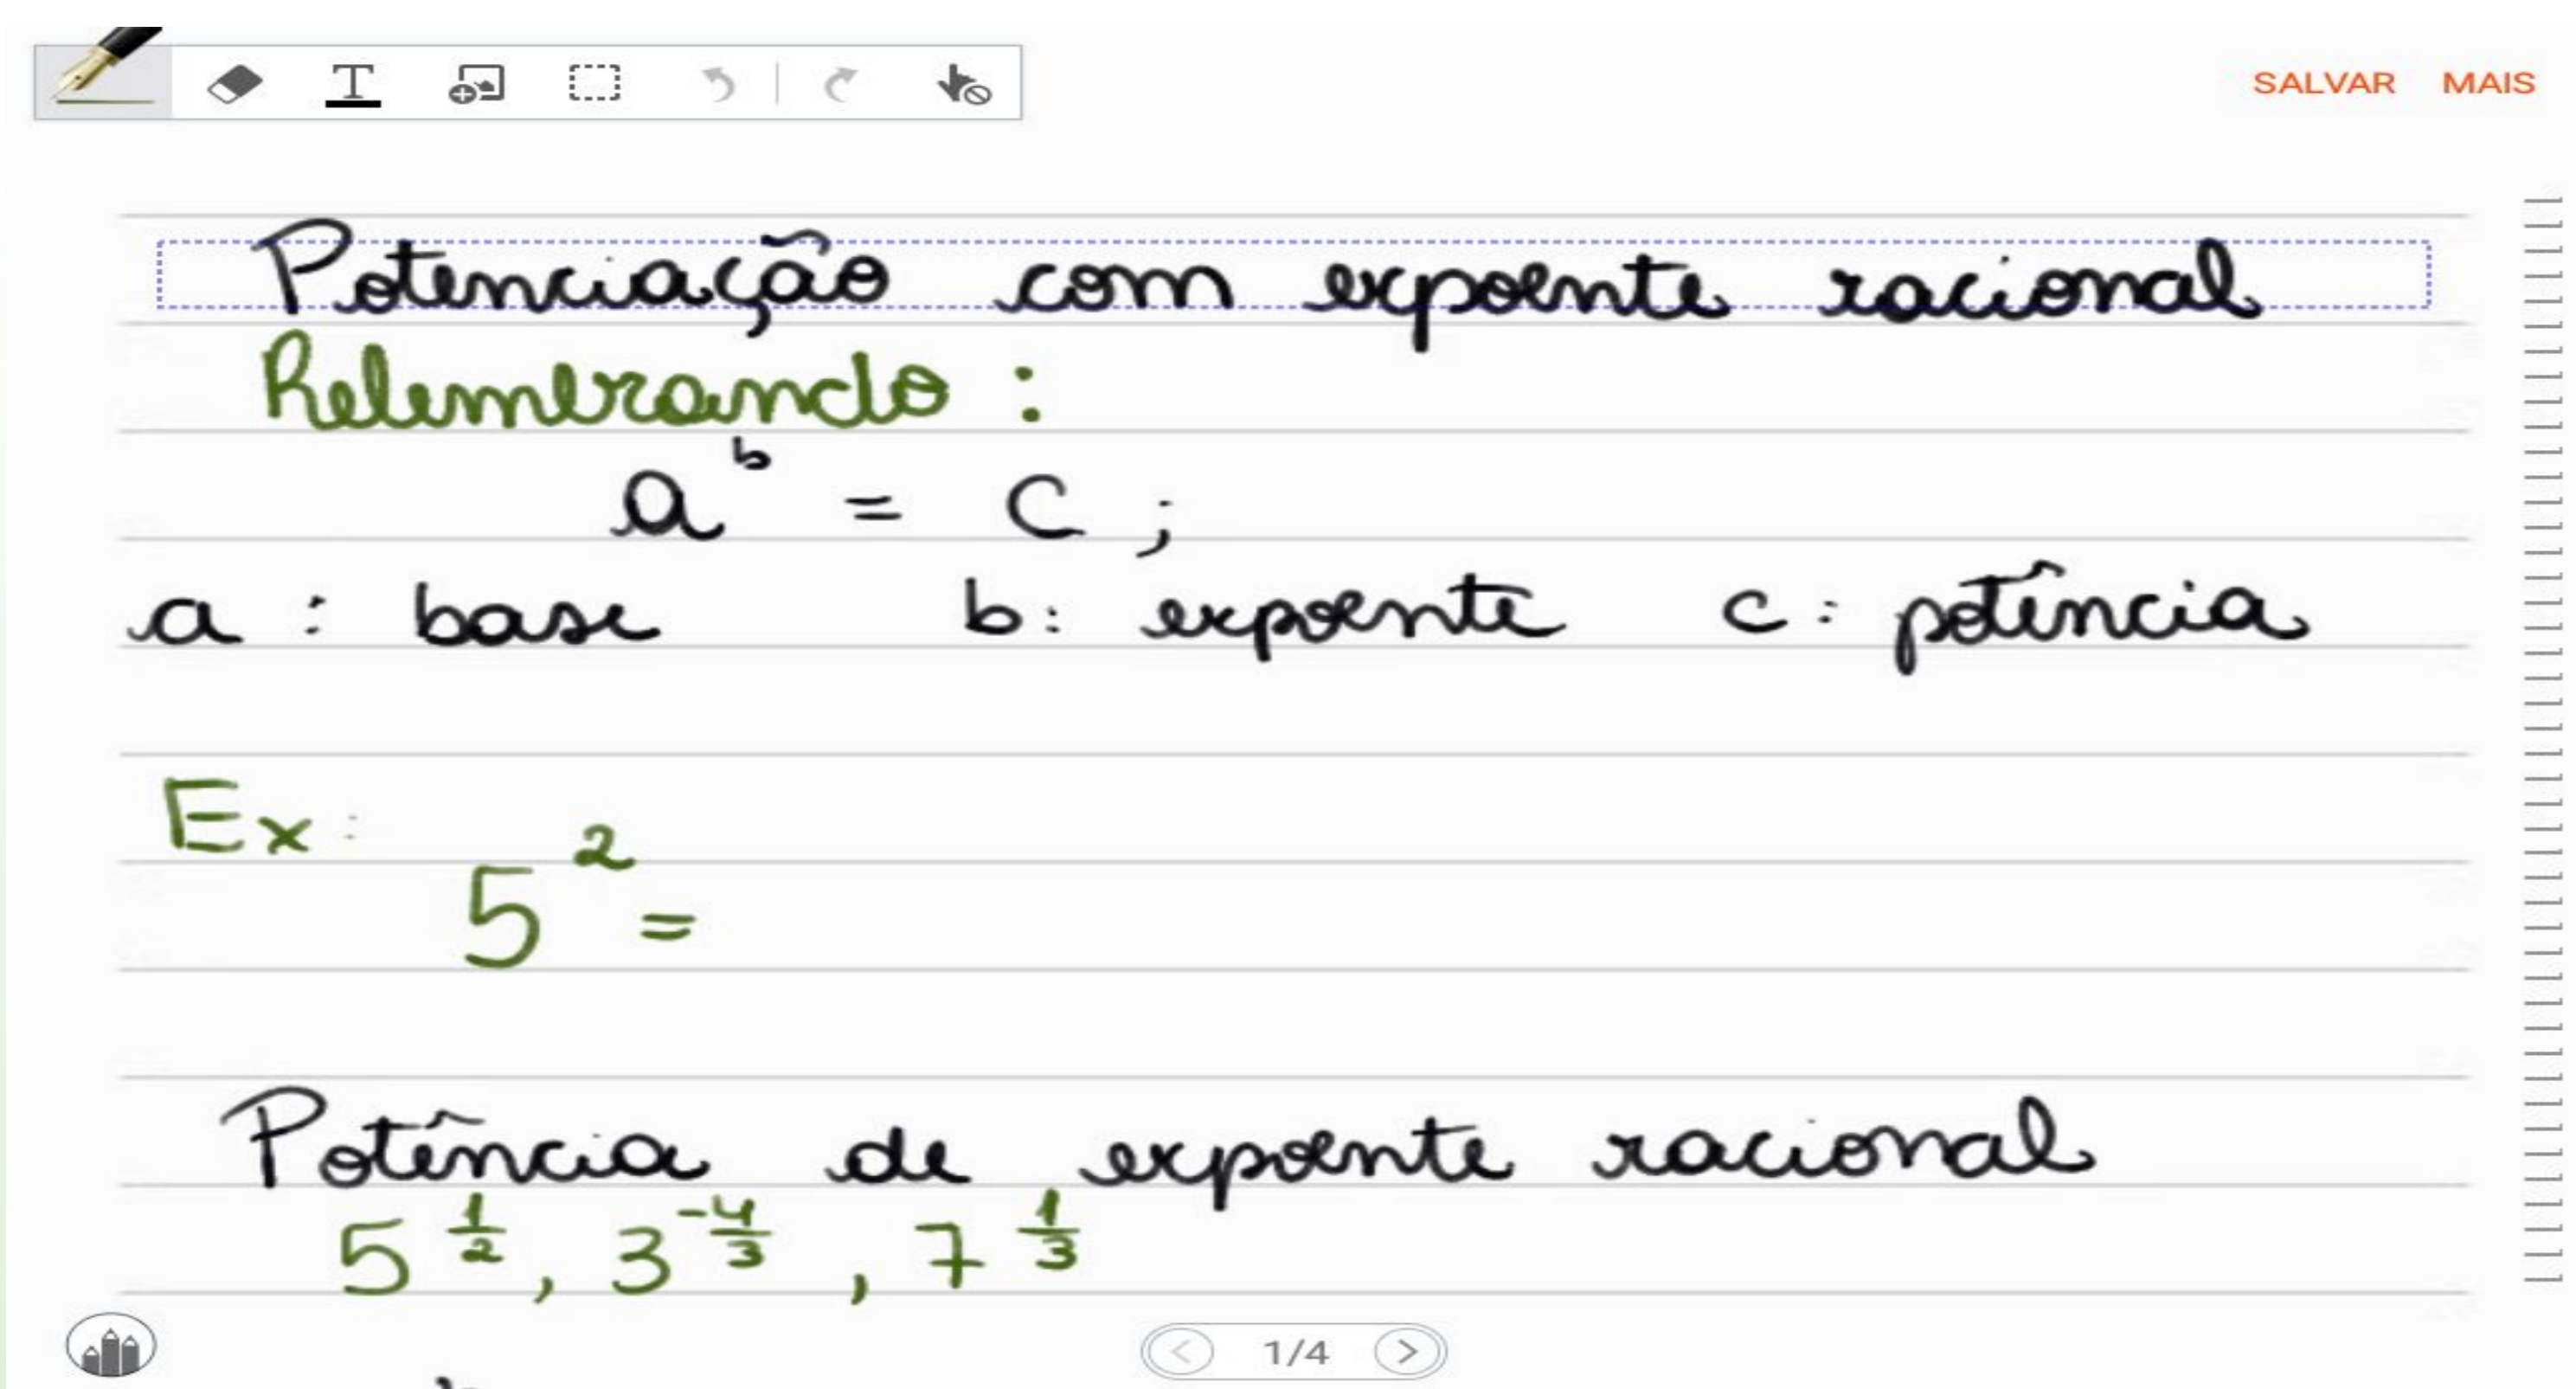 T SALVAR MAIS
Potenciação com expoente racional
Relembrando :
a^b = c ;
a : base b: expoente c: potência
Ex:
5^2 =
Potência de expoente racional
5^{1/2} , 3^{-4/3} , 7^{1/3}
1/4